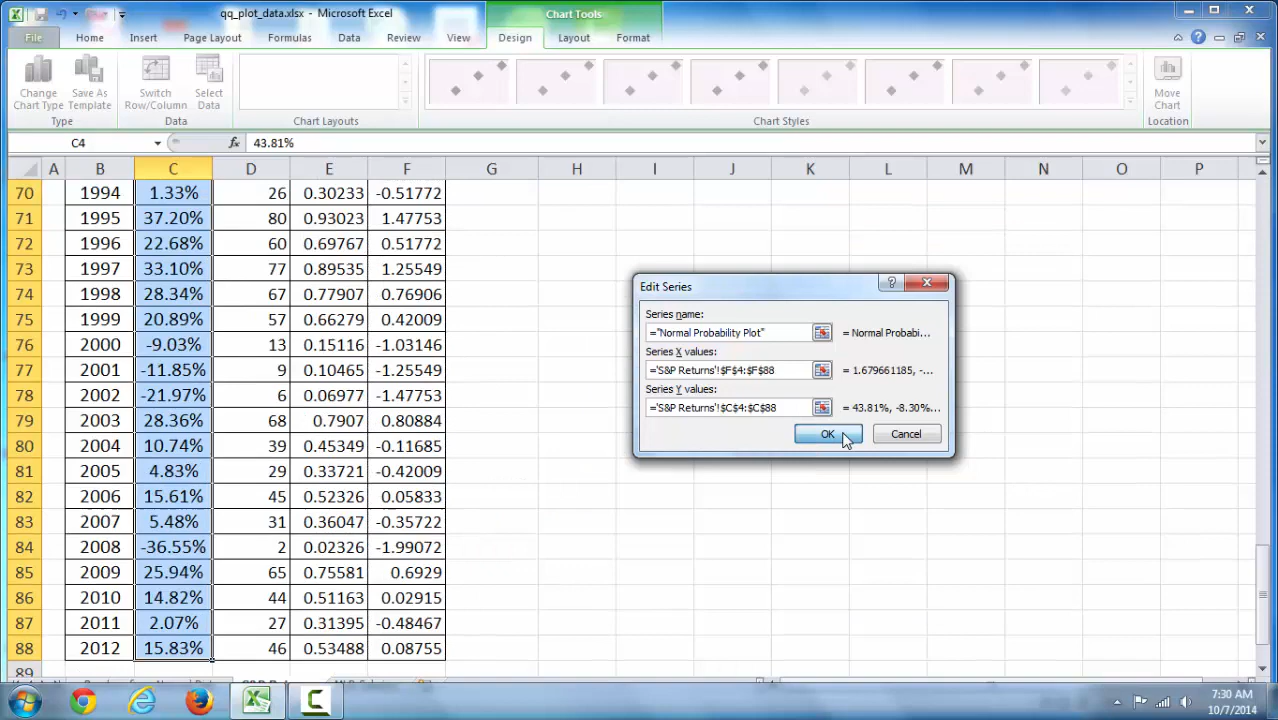 qq_plot_data.xlsx - Microsoft Excel
Chart Tools
File Home Insert Page Layout Formulas Data Review View Design Layout Format
Change Chart Type
Save As Template
Switch Row/Column
Select Data
Move Chart
Type Data Chart Layouts Chart Styles Location
C4 fx 43.81%
A B C D E F G H I J K L M N O P
70 1994 1.33% 26 0.30233 -0.51772
71 1995 37.20% 80 0.93023 1.47753
72 1996 22.68% 60 0.69767 0.51772
73 1997 33.10% 77 0.89535 1.25549
74 1998 28.34% 67 0.77907 0.76906
75 1999 20.89% 57 0.66279 0.42009
76 2000 -9.03% 13 0.15116 -1.03146
77 2001 -11.85% 9 0.10465 -1.25549
78 2002 -21.97% 6 0.06977 -1.47753
79 2003 28.36% 68 0.7907 0.80884
80 2004 10.74% 39 0.45349 -0.11685
81 2005 4.83% 29 0.33721 -0.42009
82 2006 15.61% 45 0.52326 0.05833
83 2007 5.48% 31 0.36047 -0.35722
84 2008 -36.55% 2 0.02326 -1.99072
85 2009 25.94% 65 0.75581 0.6929
86 2010 14.82% 44 0.51163 0.02915
87 2011 2.07% 27 0.31395 -0.48467
88 2012 15.83% 46 0.53488 0.08755
89
Edit Series
Series name:
="Normal Probability Plot" = Normal Probabi...
Series X values:
='S&P Returns'!$F$4:$F$88 = 1.679661185, -...
Series Y values:
='S&P Returns'!$C$4:$C$88 = 43.81%, -8.30%...
OK Cancel
7:30 AM
10/7/2014